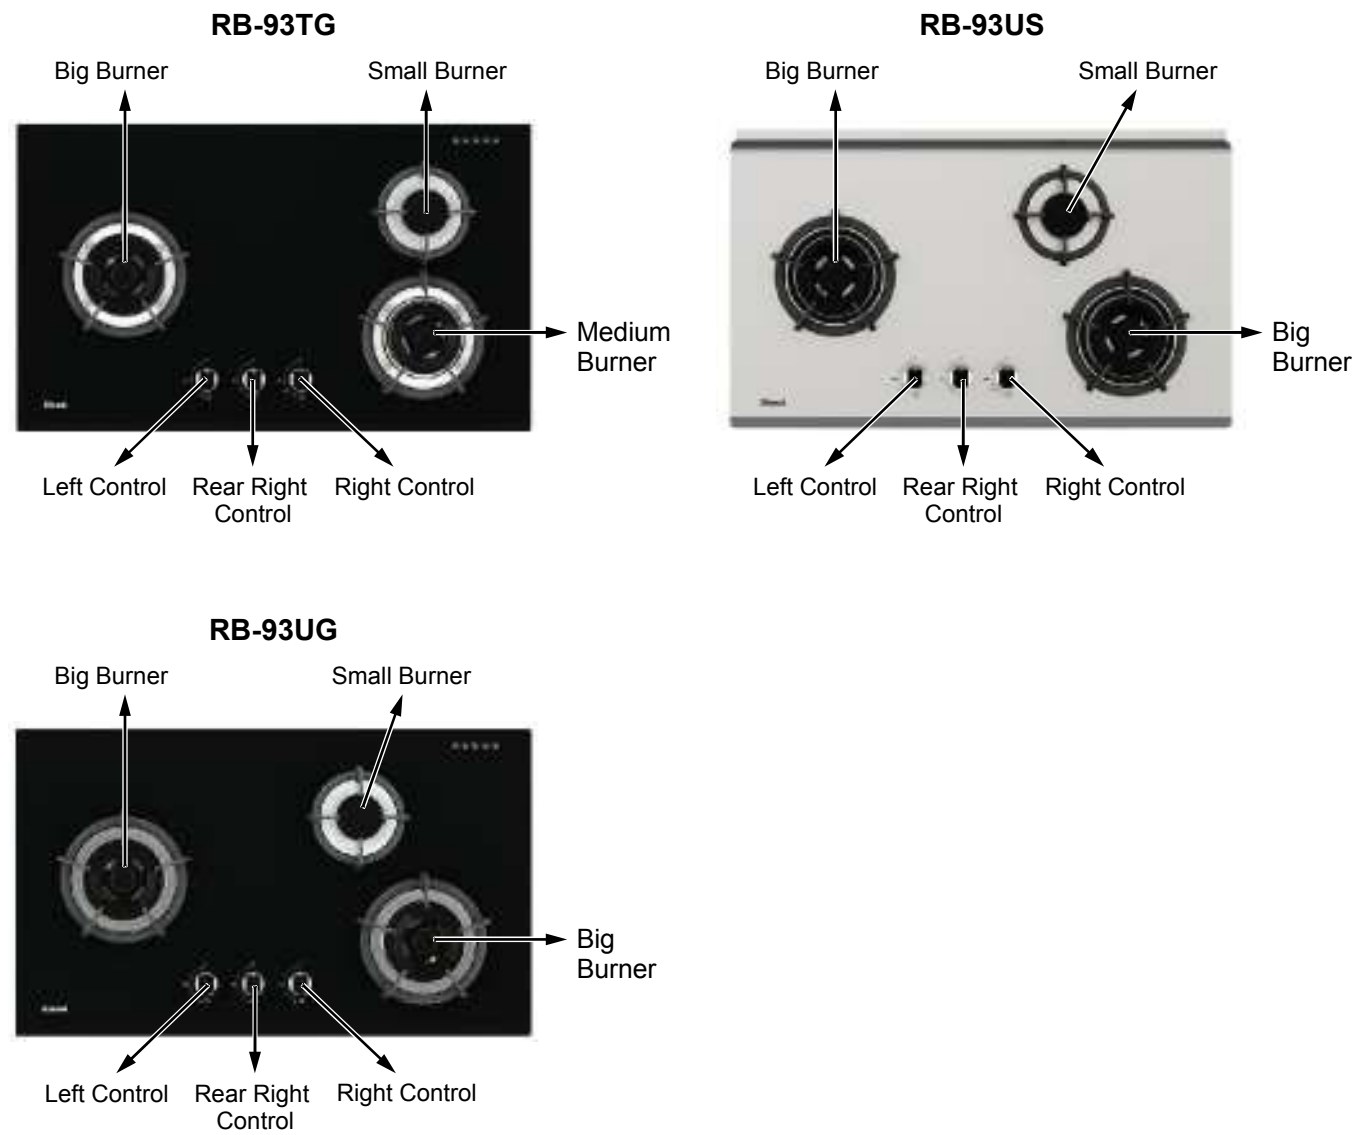 RB-93TG
Big Burner
Small Burner
Medium
Burner
Left Control
Rear Right
Control
Right Control
RB-93US
Big Burner
Small Burner
Big
Burner
Left Control
Rear Right
Control
Right Control
RB-93UG
Big Burner
Small Burner
Big
Burner
Left Control
Rear Right
Control
Right Control